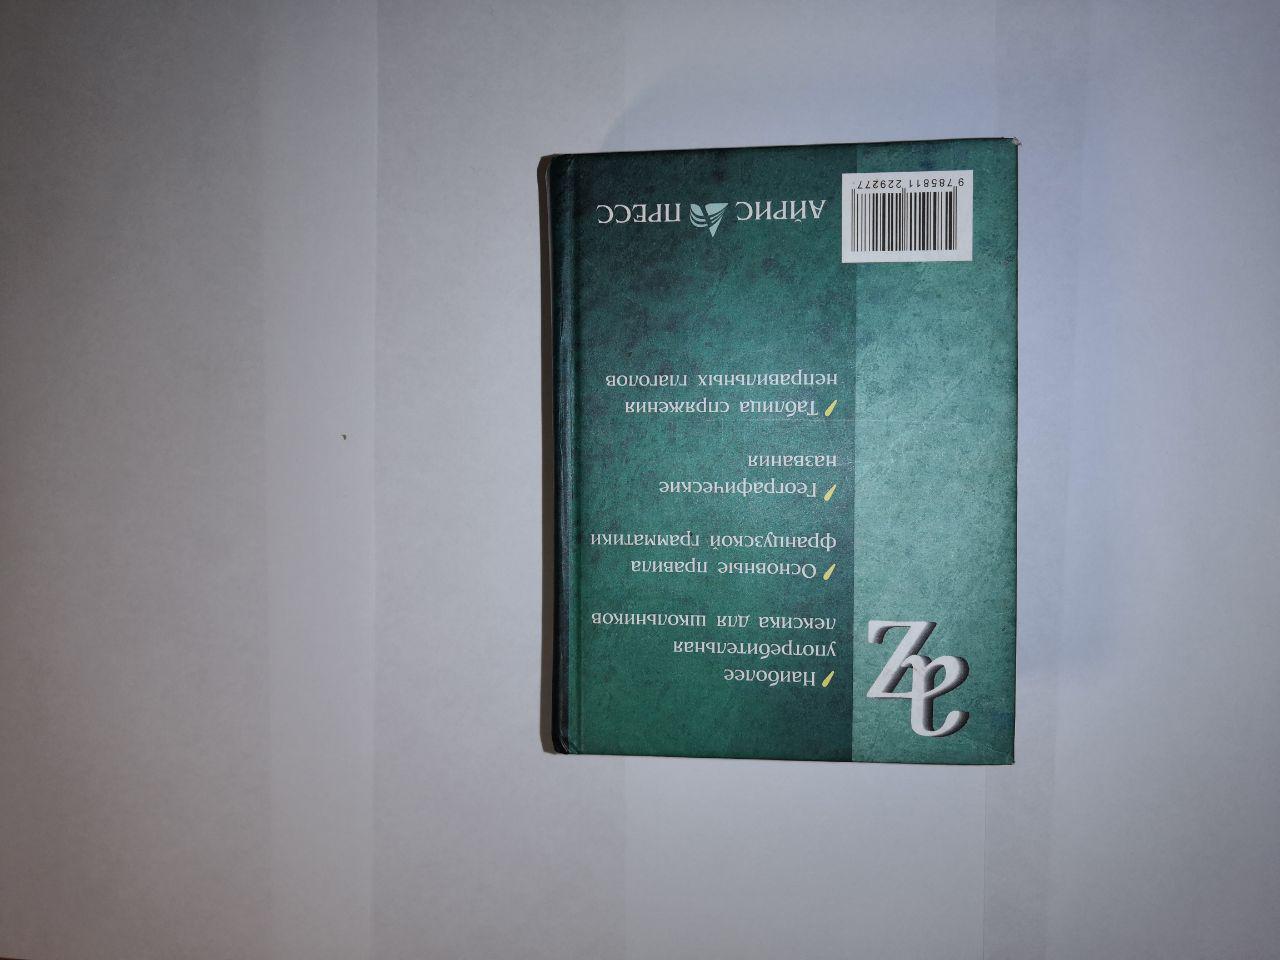 az
Наиболее
употребительная
лексика для школьников
Основные правила
французской грамматики
Географические
названия
Таблица спряжения
неправильных глаголов
9 785811 229277
АЙРИС ПРЕСС